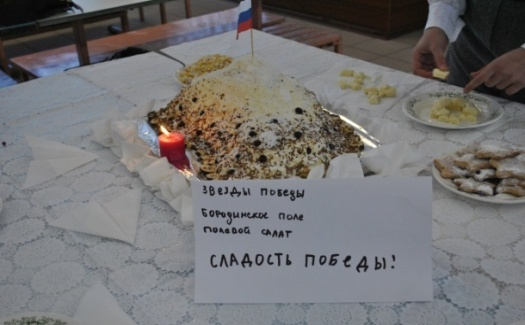 ЗВЕЗДЫ ПОБЕДЫ
БОРОДИНСКОЕ ПОЛЕ
ПОЛЕВОЙ САЛАТ
СЛАДОСТЬ ПОБЕДЫ!